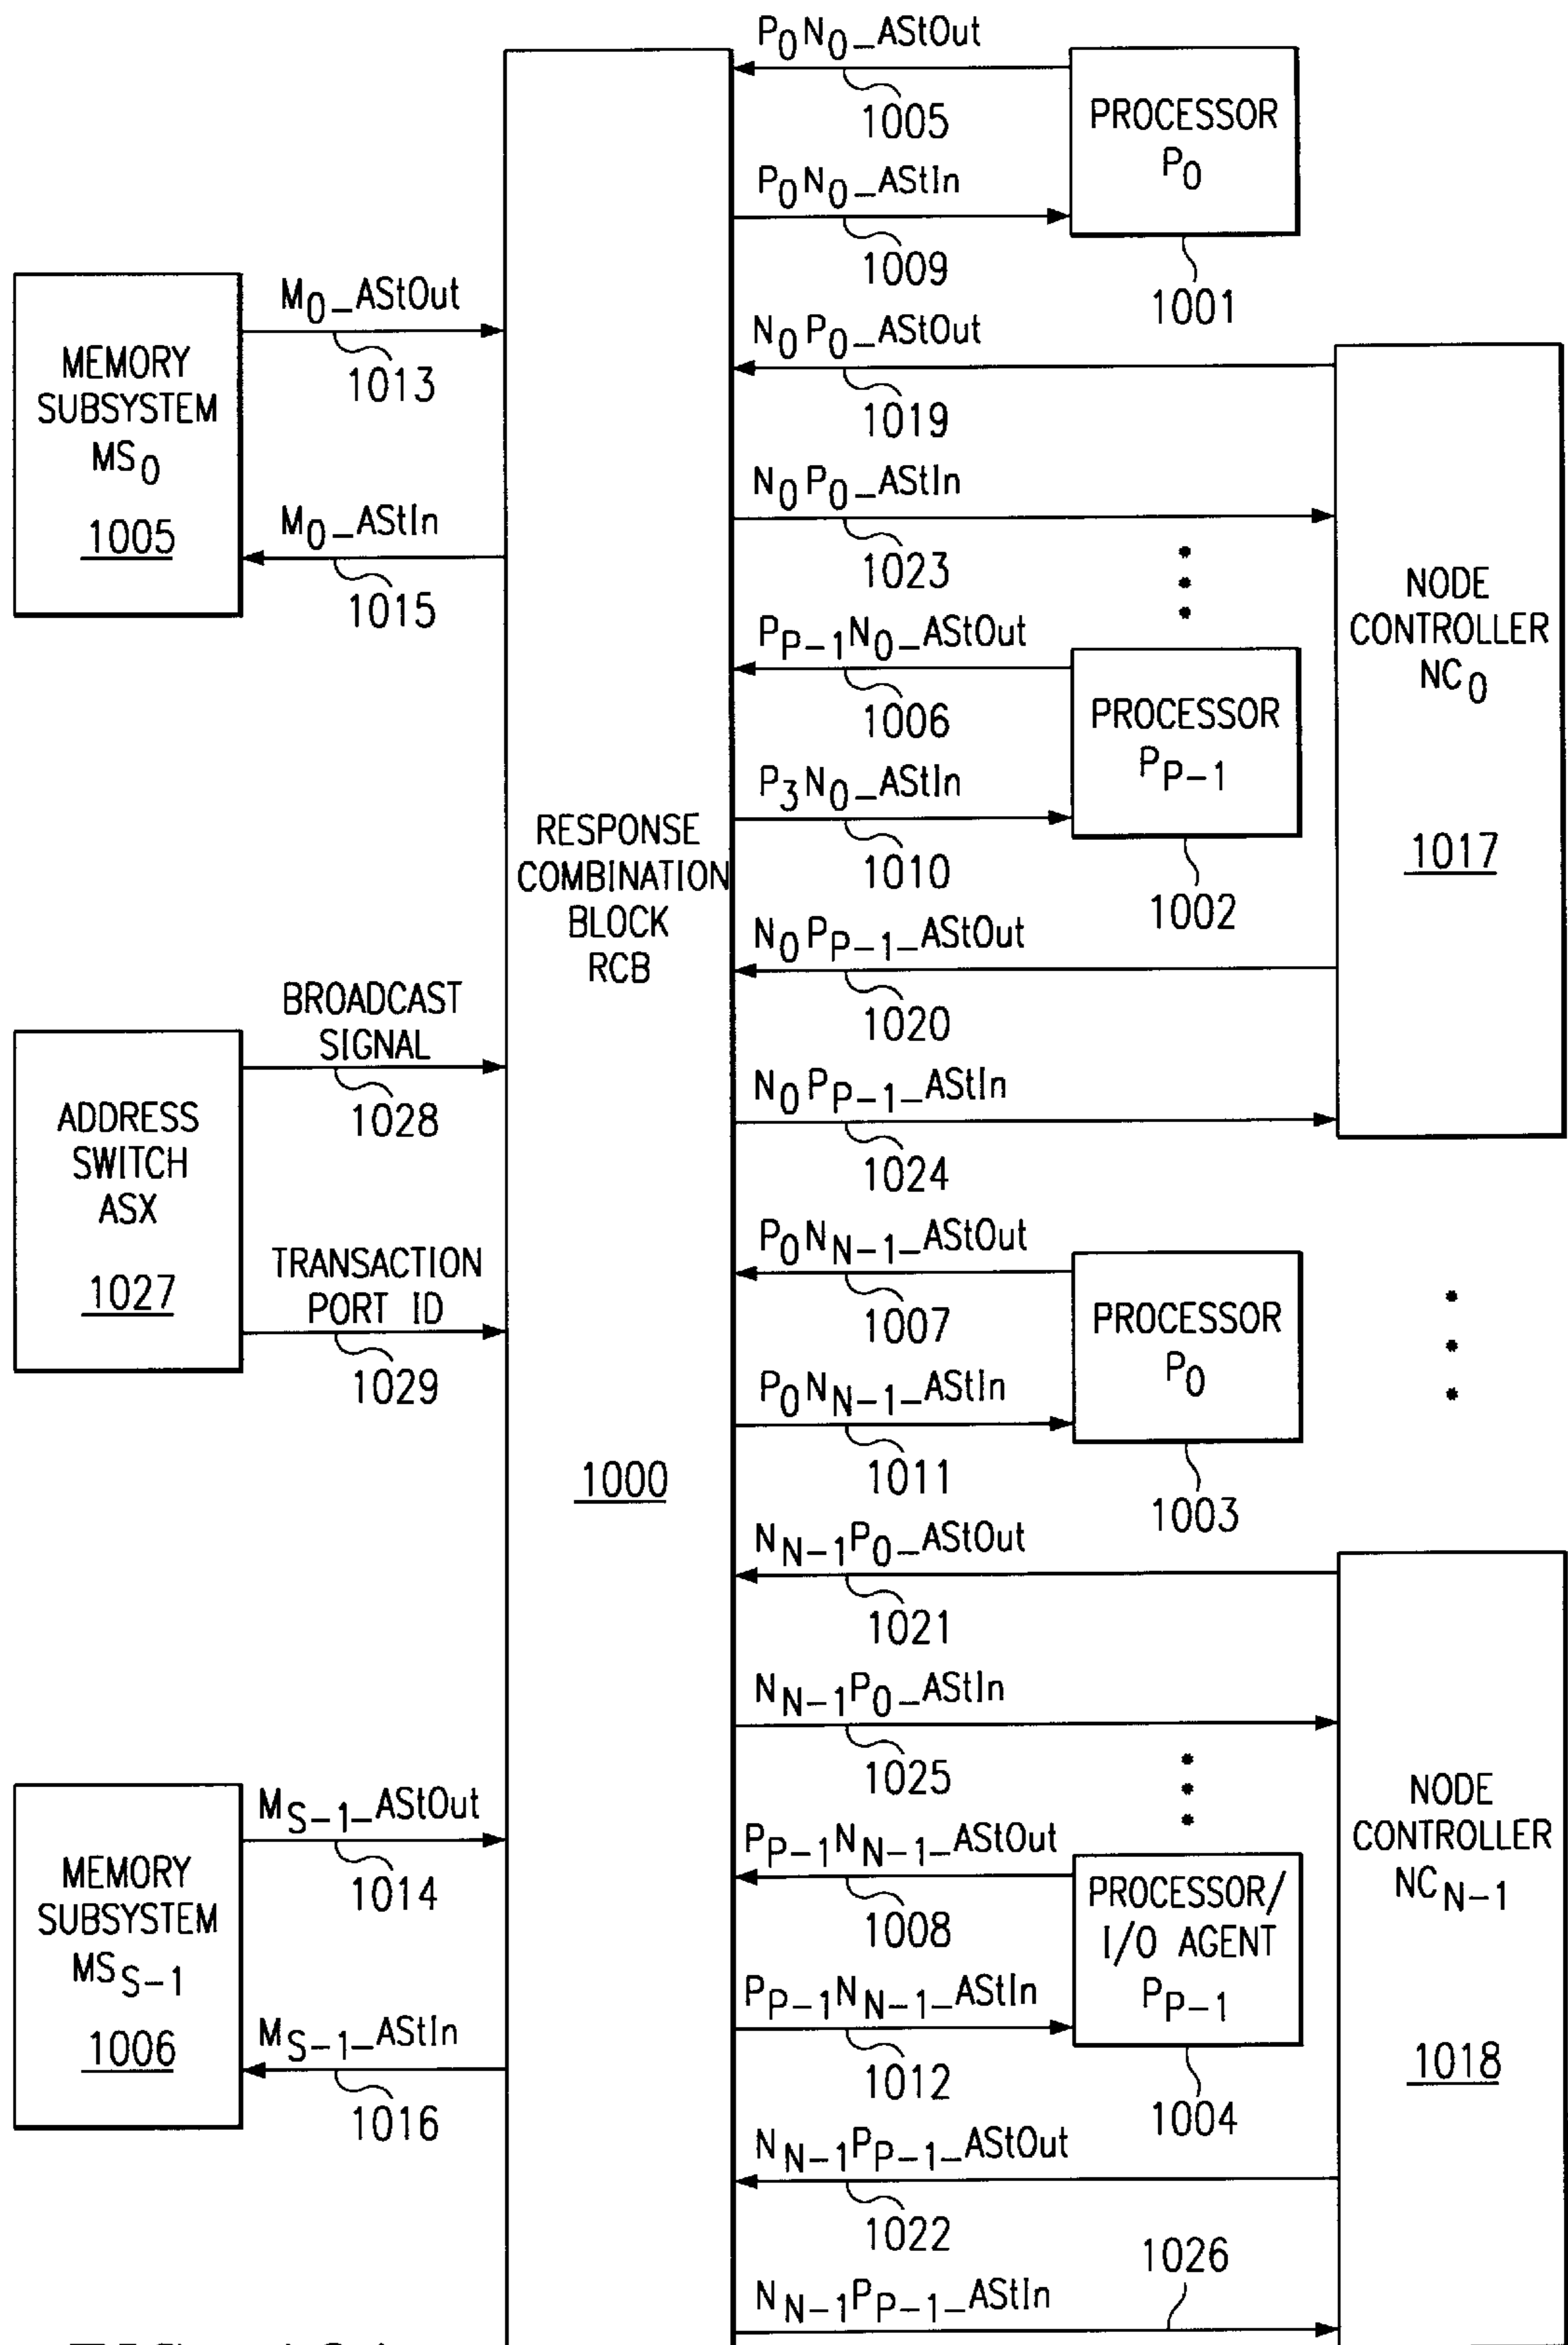 P0N0_AStOut
1005
PROCESSOR
P0
1001
P0N0_AStIn
1009
MEMORY
SUBSYSTEM
MS0
1005
M0_AStOut
1013
M0_AStIn
1015
N0P0_AStOut
1019
N0P0_AStIn
1023
NODE
CONTROLLER
NC0
1017
PP-1N0_AStOut
1006
PROCESSOR
PP-1
1002
P3N0_AStIn
1010
RESPONSE
COMBINATION
BLOCK
RCB
1000
N0PP-1_AStOut
1020
N0PP-1_AStIn
1024
ADDRESS
SWITCH
ASX
1027
BROADCAST
SIGNAL
1028
TRANSACTION
PORT ID
1029
P0NN-1_AStOut
1007
PROCESSOR
P0
1003
P0NN-1_AStIn
1011
NN-1P0_AStOut
1021
NN-1P0_AStIn
1025
NODE
CONTROLLER
NCN-1
1018
MEMORY
SUBSYSTEM
MSS-1
1006
MS-1_AStOut
1014
MS-1_AStIn
1016
PP-1NN-1_AStOut
1008
PROCESSOR/
I/O AGENT
PP-1
1004
PP-1NN-1_AStIn
1012
NN-1PP-1_AStOut
1022
NN-1PP-1_AStIn
1026